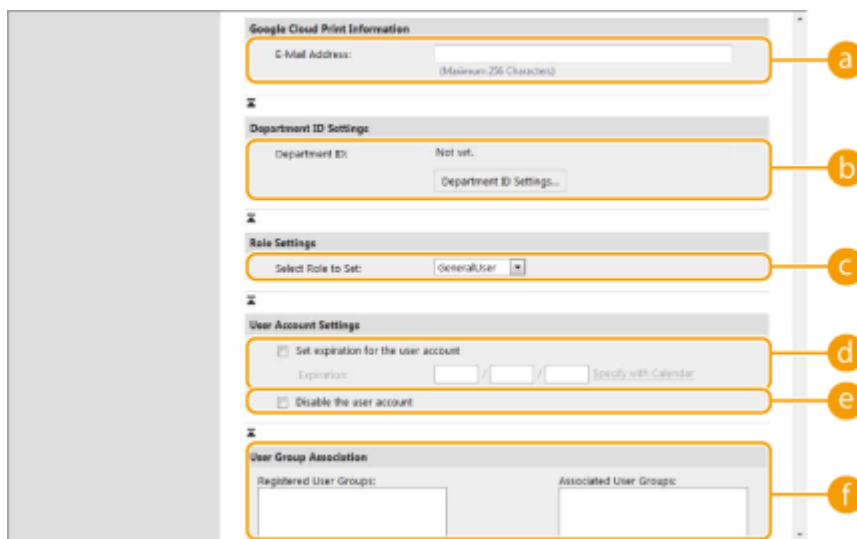 Google Cloud Print Information
E-Mail Address:
(Maximum 256 Characters)
a
Department ID Settings
Department ID: Not set.
Department ID Settings...
b
Role Settings
Select Role to Set: GeneralUser
c
User Account Settings
Set expiration for the user account
Expiration: / / Specify with Calendar
d
Disable the user account
e
User Group Association
Registered User Groups: Associated User Groups:
f